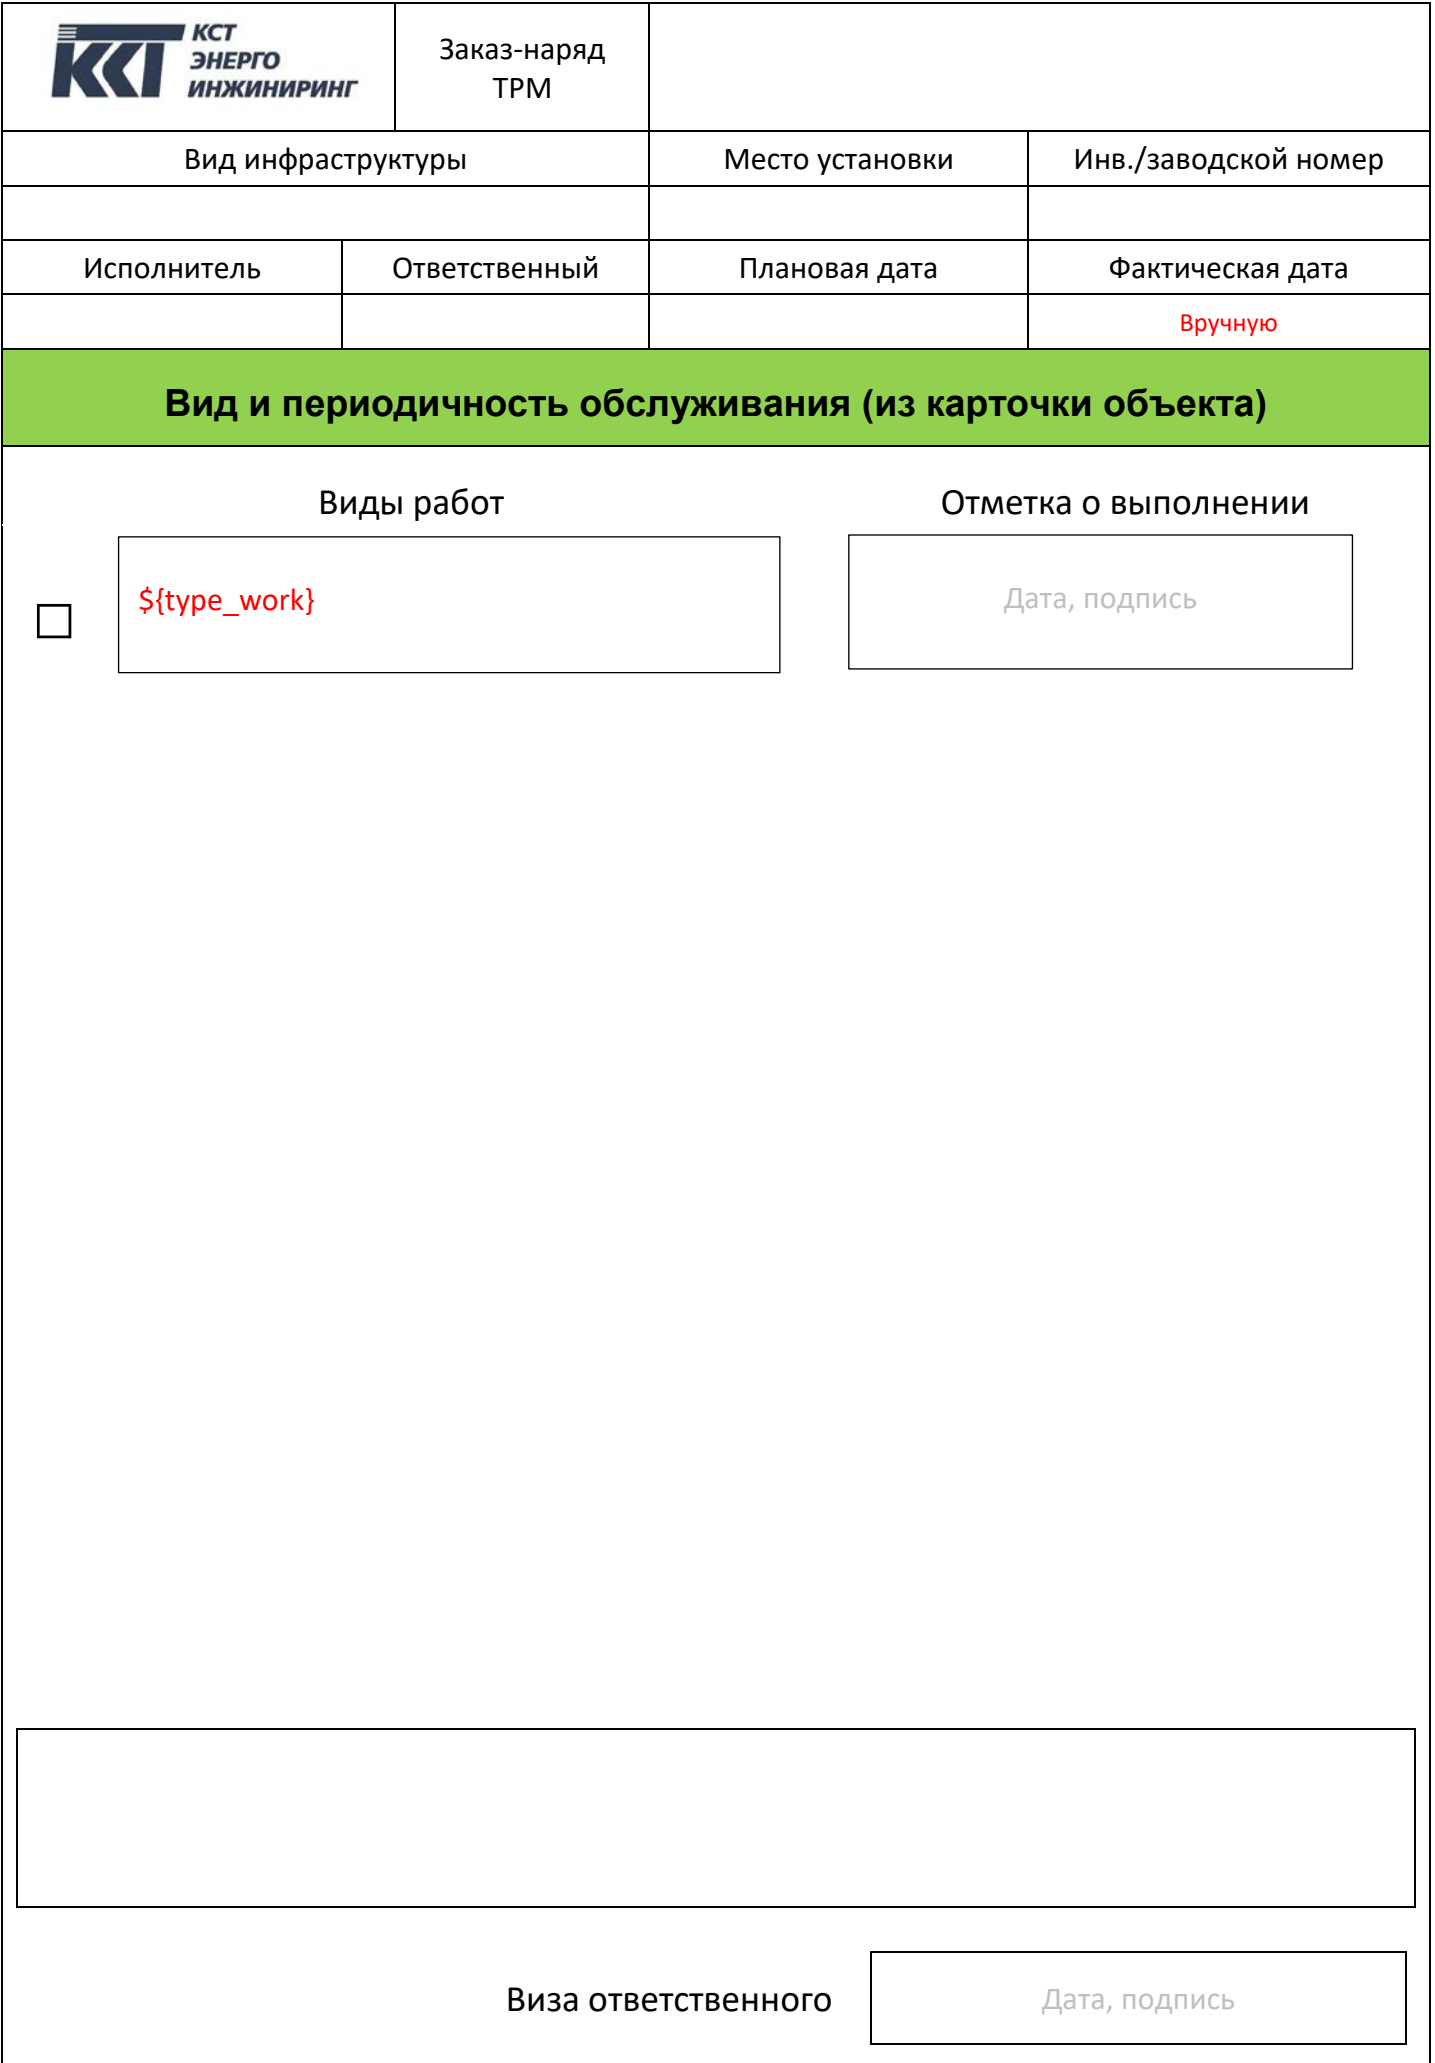 ККТ
КСТ
ЭНЕРГО
ИНЖИНИРИНГ
Заказ-наряд
ТРМ
Вид инфраструктуры
Место установки
Инв./заводской номер
Исполнитель
Ответственный
Плановая дата
Фактическая дата
Вручную
Вид и периодичность обслуживания (из карточки объекта)
Виды работ
Отметка о выполнении
${type_work}
Дата, подпись
Виза ответственного
Дата, подпись